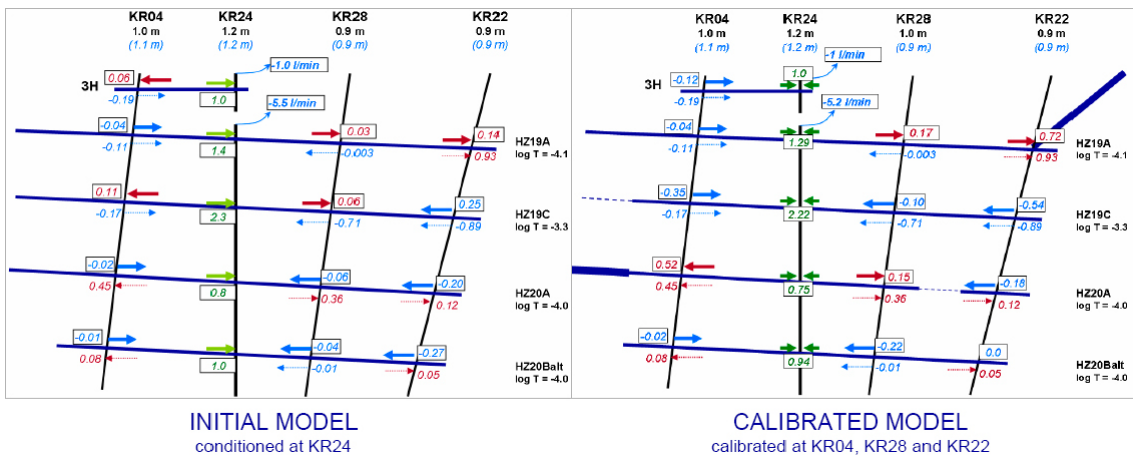 KR04 KR24 KR28 KR22
1.0 m 1.2 m 0.9 m 0.9 m
(1.1 m) (1.2 m) (0.9 m) (0.9 m)
-1.0 l/min
0.06
3H
-0.19 1.0
-5.5 l/min
-0.04 0.03 0.14
HZ19A
-0.11 1.4 -0.003 0.93
log T = -4.1
0.11 0.06 0.25
HZ19C
-0.17 2.3 -0.71 -0.89
log T = -3.3
-0.02 -0.06 -0.20
HZ20A
0.45 0.8 0.36 0.12
log T = -4.0
-0.01 -0.04 -0.27
HZ20Balt
0.08 1.0 -0.01 0.05
log T = -4.0
INITIAL MODEL
conditioned at KR24
KR04 KR24 KR28 KR22
1.0 m 1.2 m 1.0 m 0.9 m
(1.1 m) (1.2 m) (0.9 m) (0.9 m)
-1 l/min
-0.12 1.0
3H
-0.19
-5.2 l/min
-0.04 0.17 0.72
HZ19A
-0.11 1.29 -0.003 0.93
log T = -4.1
-0.35 -0.10 -0.54
HZ19C
-0.17 2.22 -0.71 -0.89
log T = -3.3
0.52 0.15 -0.18
HZ20A
0.45 0.75 0.36 0.12
log T = -4.0
-0.02 -0.22 0.0
HZ20Balt
0.08 0.94 -0.01 0.05
log T = -4.0
CALIBRATED MODEL
calibrated at KR04, KR28 and KR22